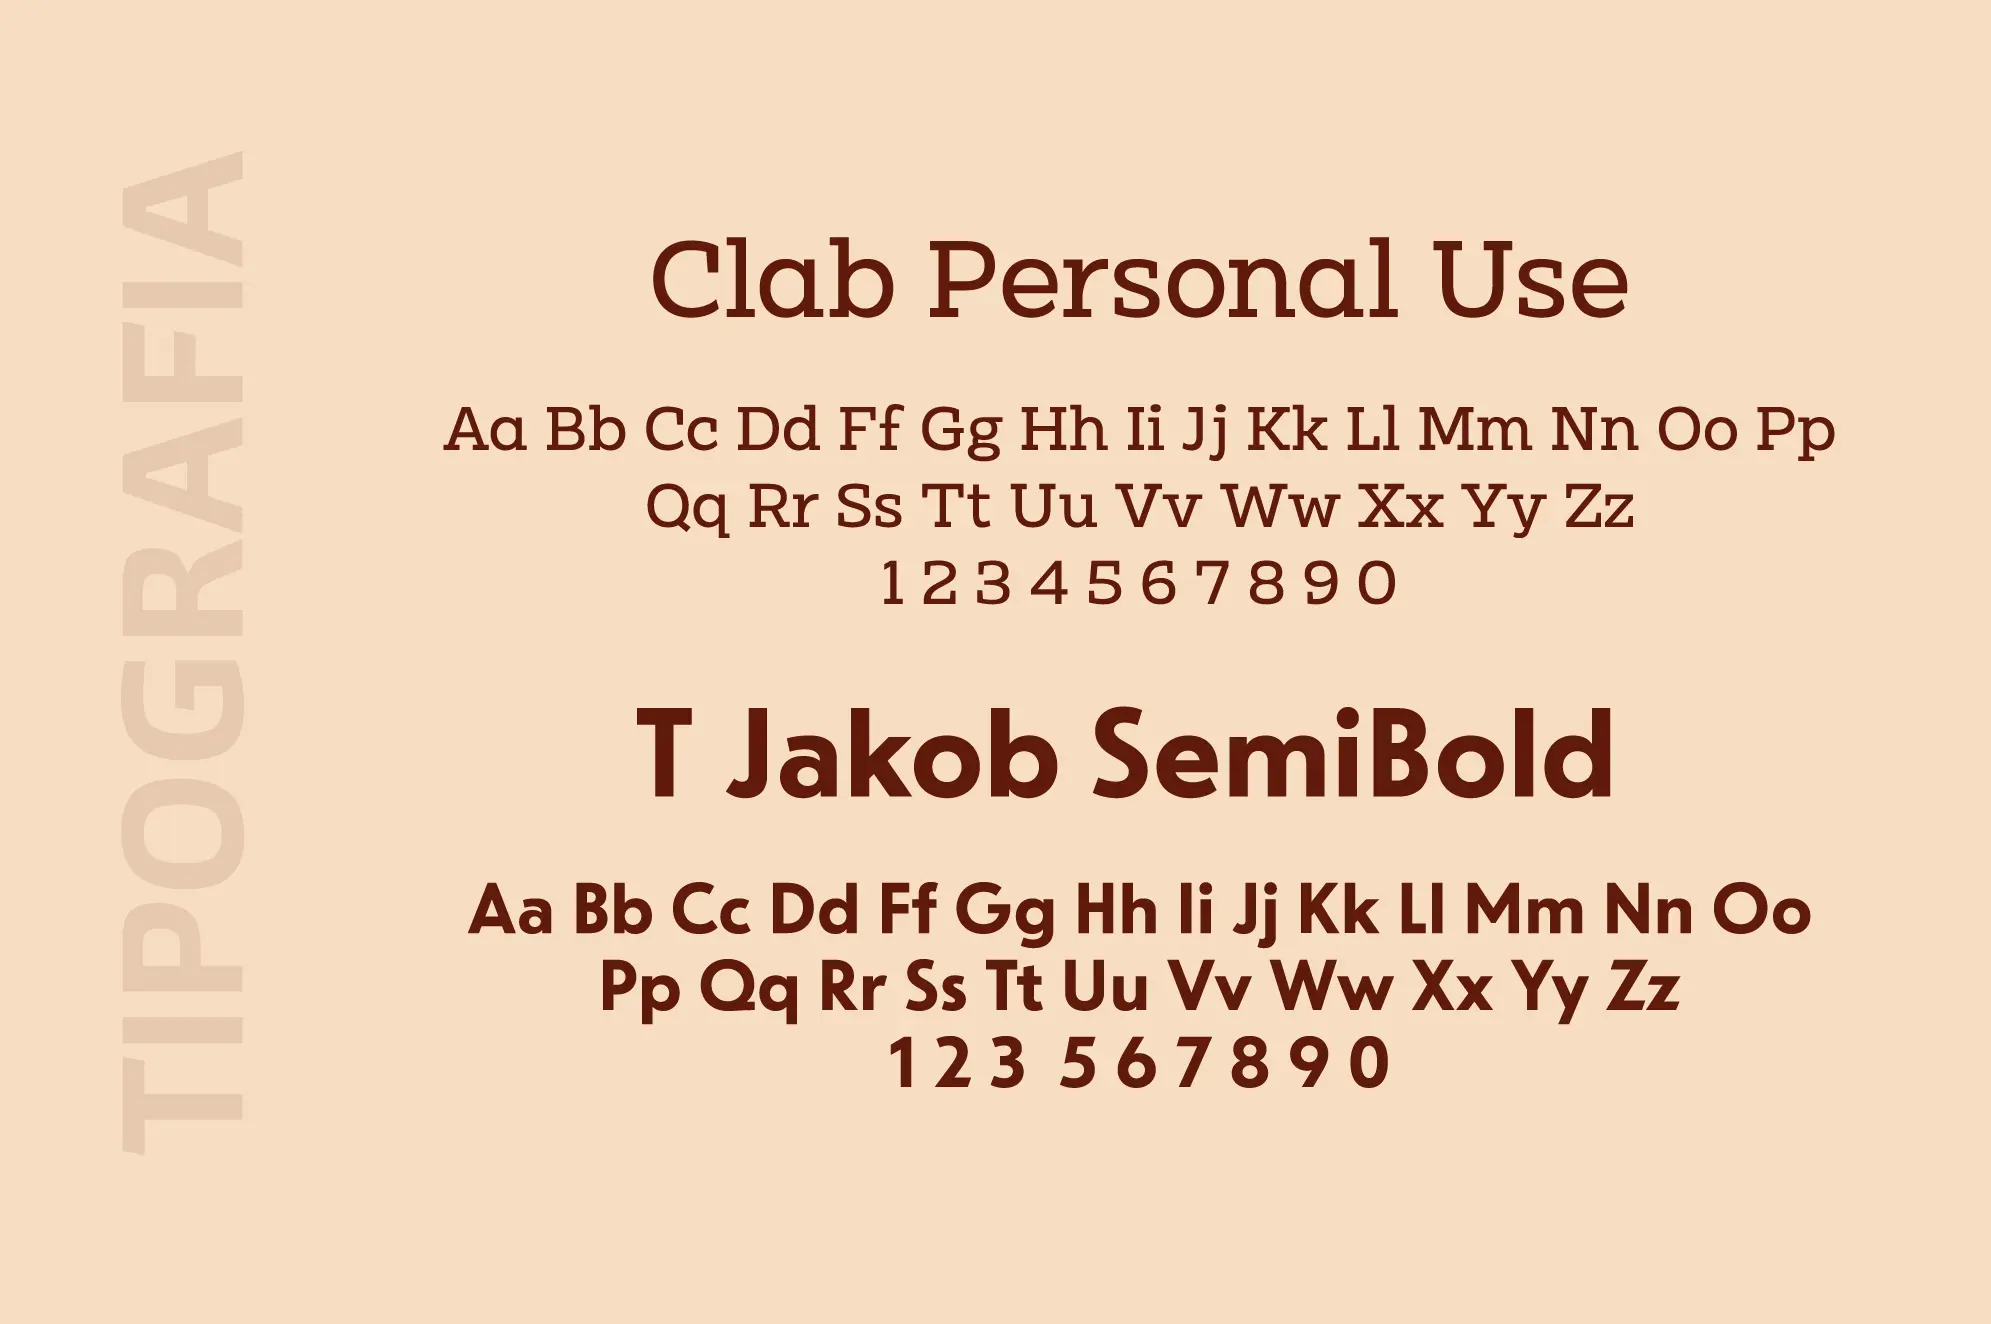 TIPOGRAFIA
Clab Personal Use
Aa Bb Cc Dd Ff Gg Hh Ii Jj Kk Ll Mm Nn Oo Pp
Qq Rr Ss Tt Uu Vv Ww Xx Yy Zz
1 2 3 4 5 6 7 8 9 0
T Jakob SemiBold
Aa Bb Cc Dd Ff Gg Hh Ii Jj Kk Ll Mm Nn Oo
Pp Qq Rr Ss Tt Uu Vv Ww Xx Yy Zz
1 2 3 5 6 7 8 9 0